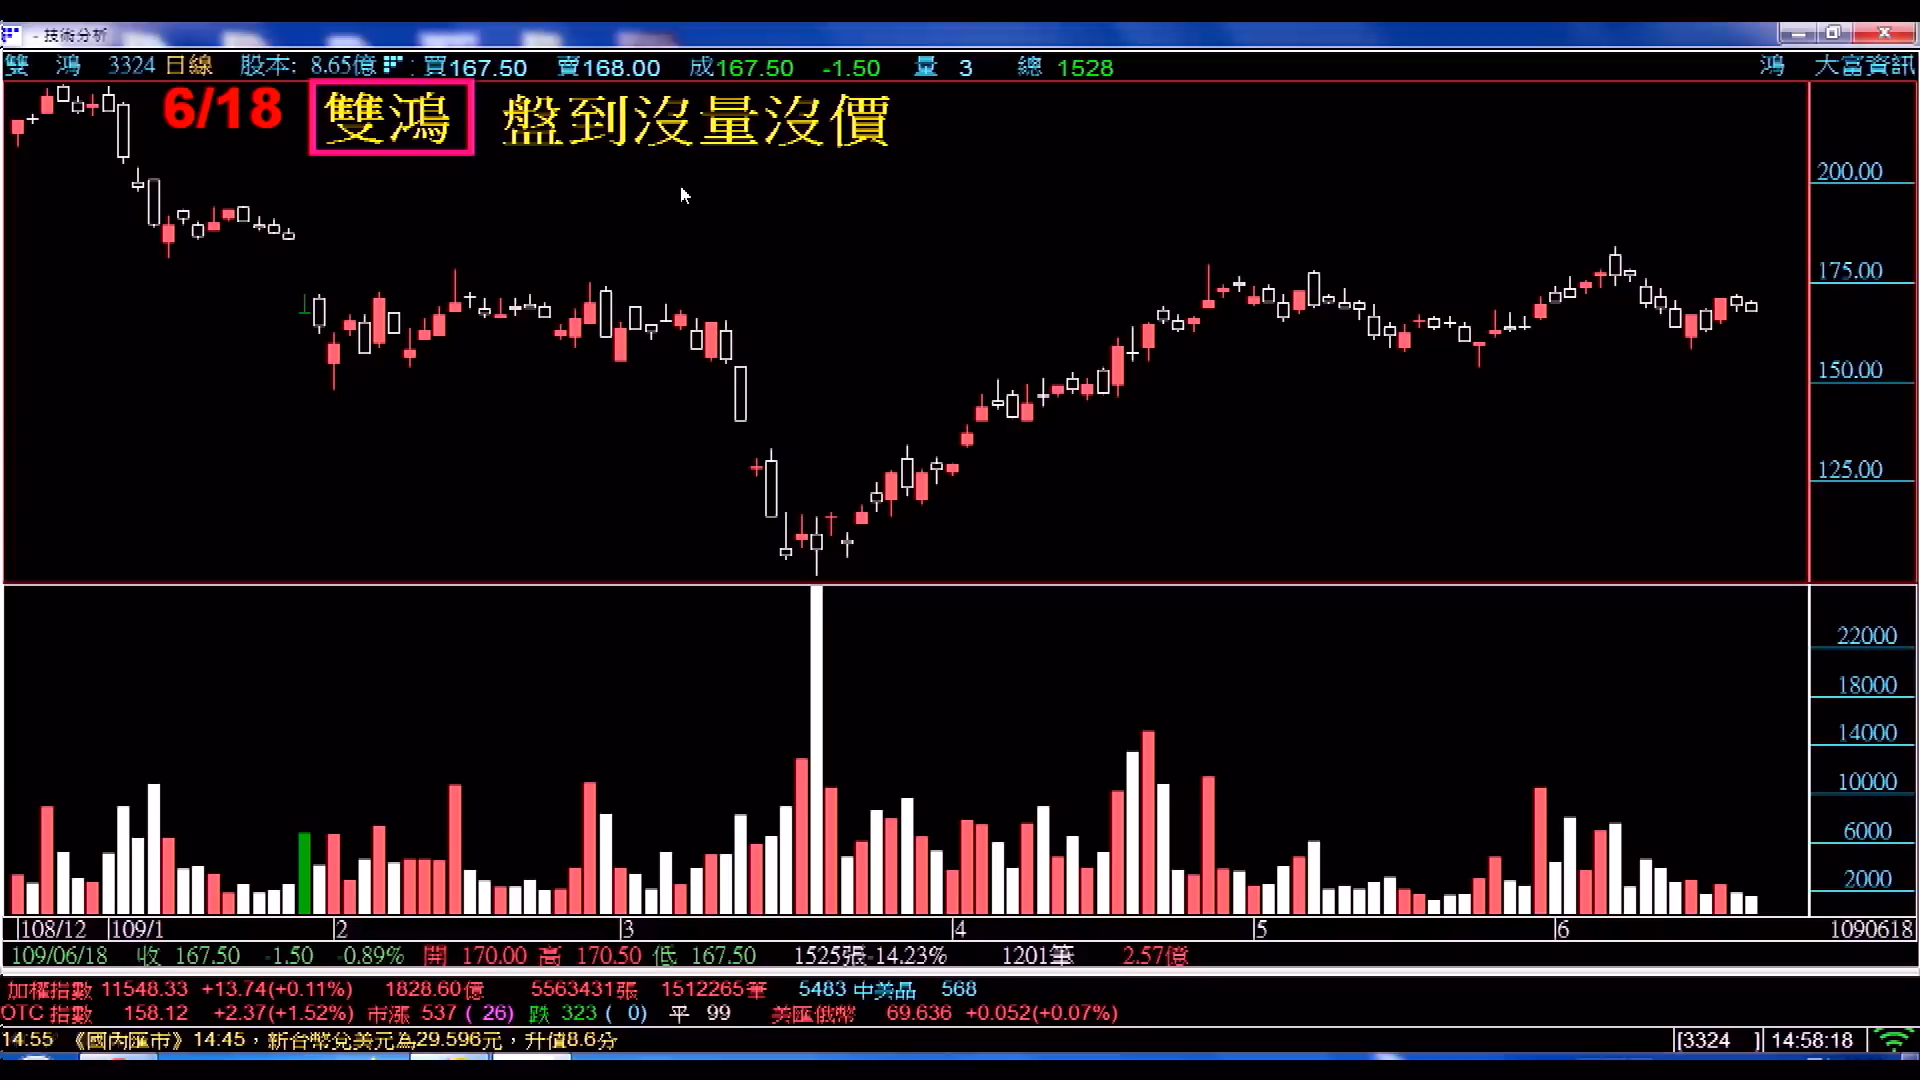 - 技術分析
雙 鴻 3324 日線 股本: 8.65億 : 買167.50 賣168.00 成167.50 -1.50 量 3 總 1528 鴻 大富資訊
6/18 雙鴻 盤到沒量沒價
200.00
175.00
150.00
125.00
22000
18000
14000
10000
6000
2000
108/12 109/1 2 3 4 5 6 1090618
109/06/18 收 167.50 -1.50 -0.89% 開 170.00 高 170.50 低 167.50 1525張-14.23% 1201筆 2.57億
加權指數 11548.33 +13.74(+0.11%) 1828.60億 5563431張 1512265筆 5483 中美晶 568
OTC 指數 158.12 +2.37(+1.52%) 市漲 537 ( 26) 跌 323 ( 0) 平 99 美匯俄幣 69.636 +0.052(+0.07%)
14:55 《國內匯市》14:45，新台幣兌美元為29.596元，升值8.6分 [3324 ] 14:58:18